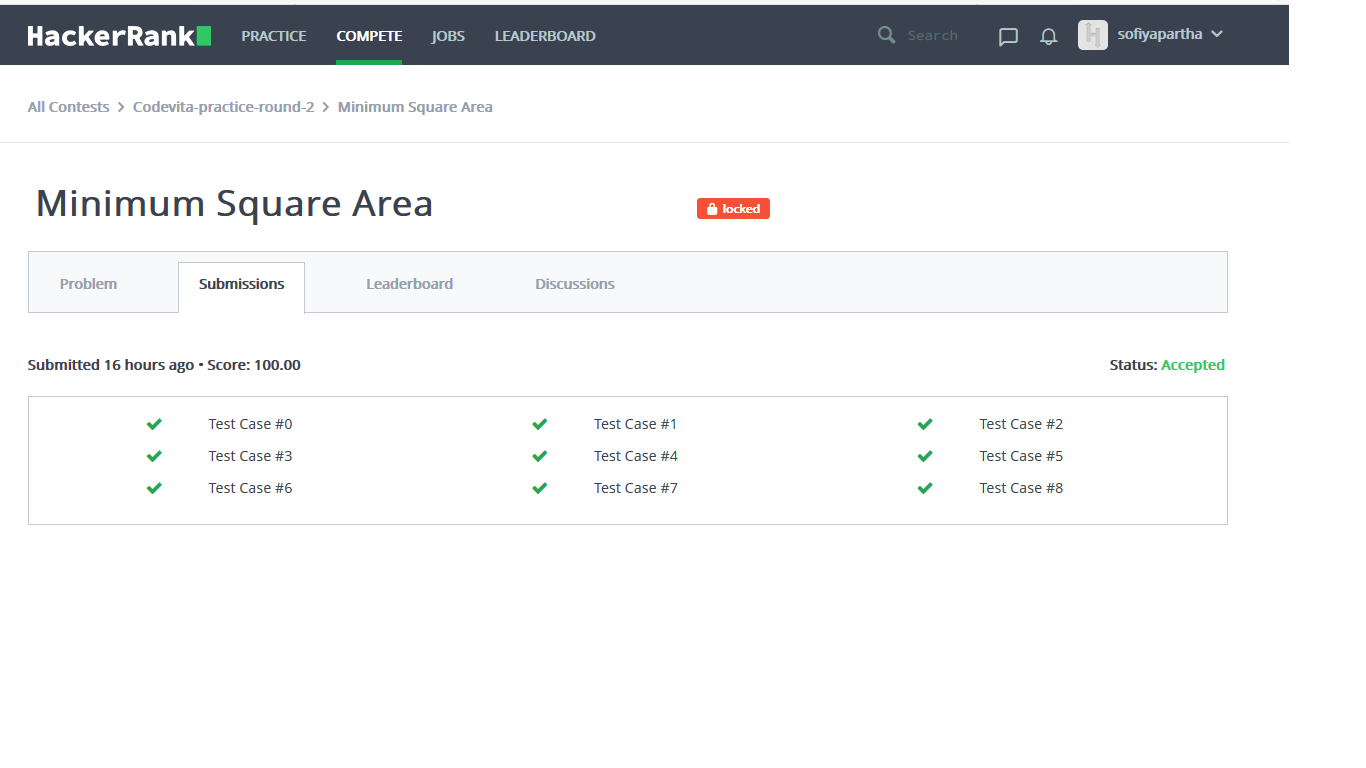 HackerRank PRACTICE COMPETE JOBS LEADERBOARD Search sofiyapartha
All Contests > Codevita-practice-round-2 > Minimum Square Area
Minimum Square Area locked
Problem Submissions Leaderboard Discussions
Submitted 16 hours ago • Score: 100.00 Status: Accepted
Test Case #0 Test Case #1 Test Case #2
Test Case #3 Test Case #4 Test Case #5
Test Case #6 Test Case #7 Test Case #8